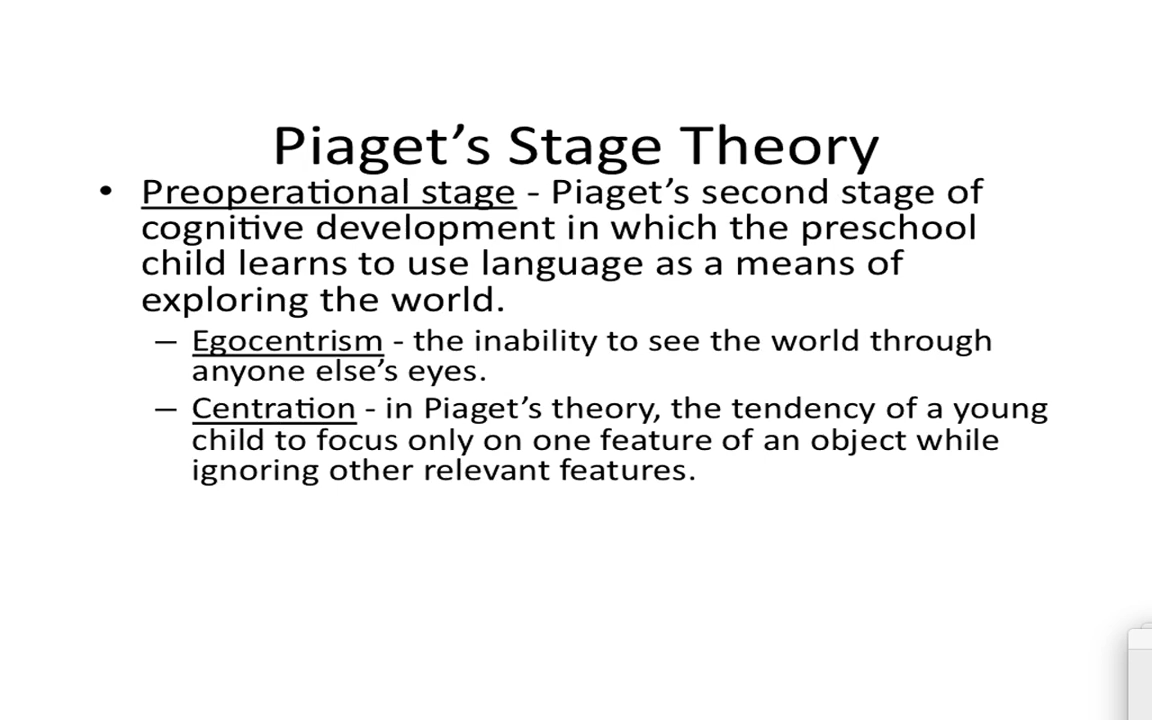 Piaget’s Stage Theory
• Preoperational stage - Piaget’s second stage of
cognitive development in which the preschool
child learns to use language as a means of
exploring the world.
– Egocentrism - the inability to see the world through
anyone else’s eyes.
– Centration - in Piaget’s theory, the tendency of a young
child to focus only on one feature of an object while
ignoring other relevant features.